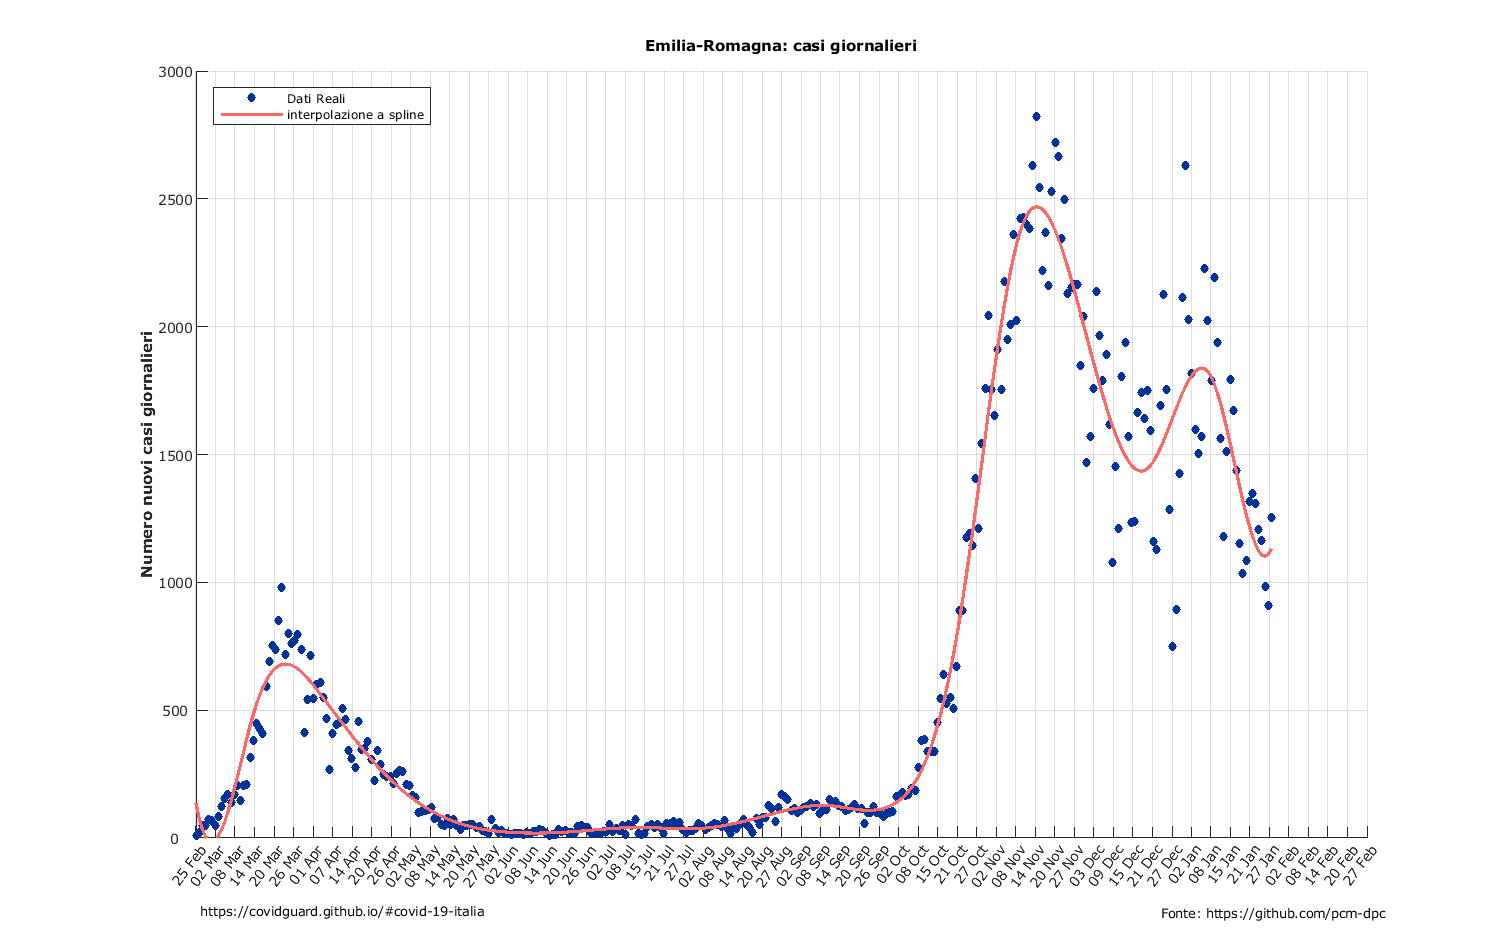 Emilia-Romagna: casi giornalieri
3000
2500
2000
1500
1000
500
0
Numero nuovi casi giornalieri
Dati Reali
interpolazione a spline
25 Feb
02 Mar
08 Mar
14 Mar
20 Mar
26 Mar
01 Apr
07 Apr
14 Apr
20 Apr
26 Apr
02 May
08 May
14 May
20 May
27 May
02 Jun
08 Jun
14 Jun
20 Jun
26 Jun
02 Jul
08 Jul
15 Jul
21 Jul
27 Jul
02 Aug
08 Aug
14 Aug
20 Aug
27 Aug
02 Sep
08 Sep
14 Sep
20 Sep
26 Sep
02 Oct
08 Oct
15 Oct
21 Oct
27 Oct
02 Nov
08 Nov
14 Nov
20 Nov
27 Nov
03 Dec
09 Dec
15 Dec
21 Dec
27 Dec
02 Jan
08 Jan
15 Jan
21 Jan
27 Jan
02 Feb
08 Feb
14 Feb
20 Feb
27 Feb
https://covidguard.github.io/#covid-19-italia
Fonte: https://github.com/pcm-dpc